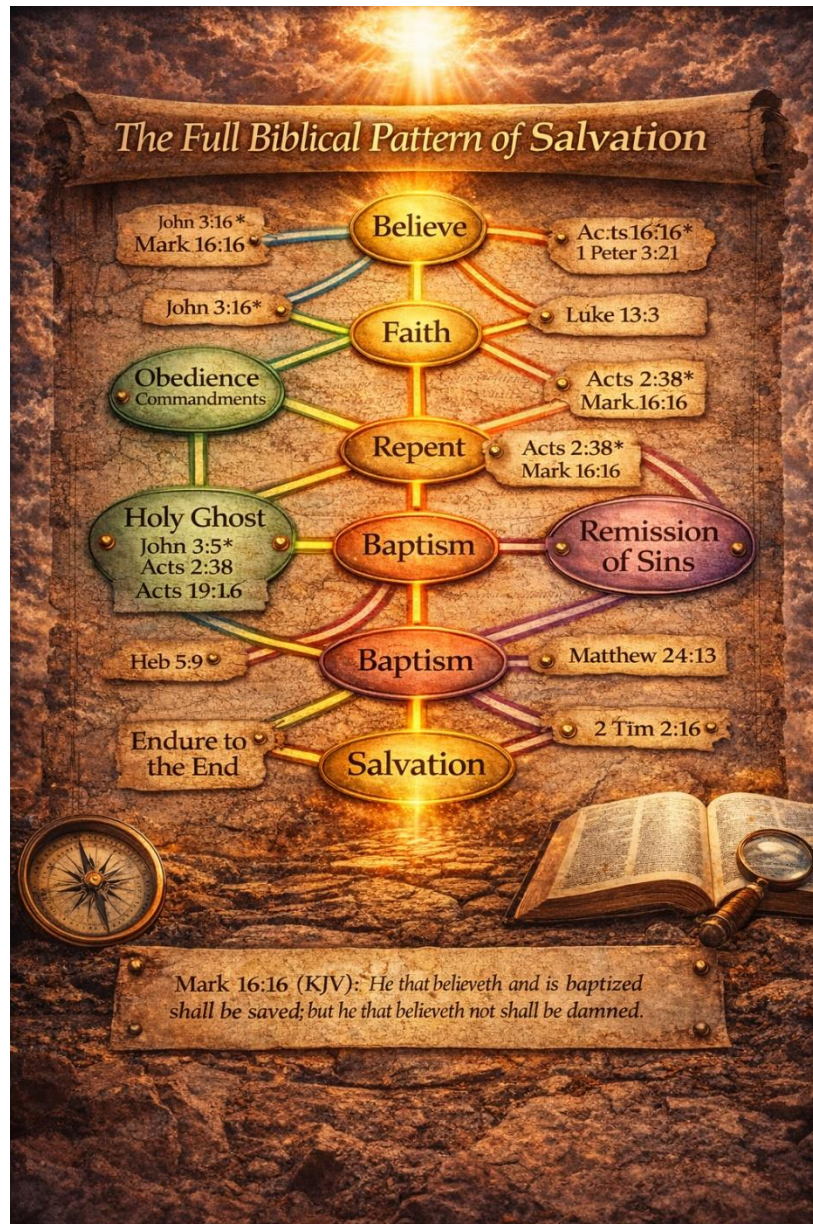 The Full Biblical Pattern of Salvation
John 3:16*
Mark 16:16
Believe
Ac:ts16:16*
1 Peter 3:21
John 3:16*
Faith
Luke 13:3
Obedience
Commandments
Acts 2:38*
Mark.16:16
Repent
Acts 2:38*
Mark 16:16
Holy Ghost
John 3:5*
Acts 2:38
Acts 19:1.6
Baptism
Remission
of Sins
Heb 5:9
Baptism
Matthew 24:13
Endure to
the End
Salvation
2 Tim 2:16
Mark 16:16 (KJV): He that believeth and is baptized
shall be saved; but he that believeth not shall be damned.